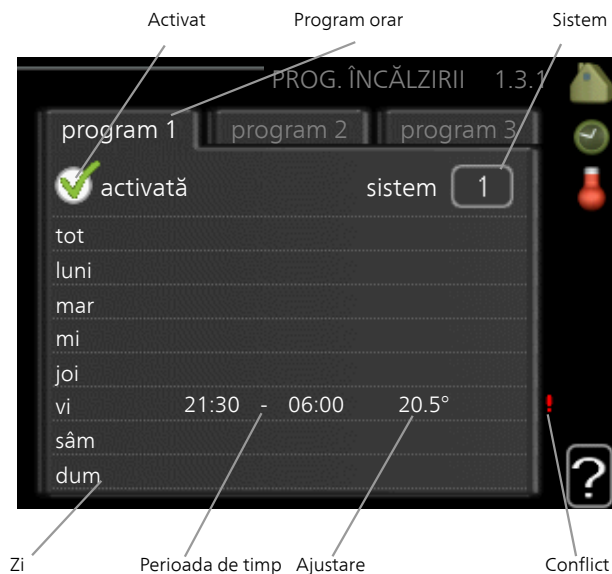 Activat Program orar Sistem
PROG. ÎNCĂLZIRII 1.3.1
program 1 program 2 program 3
activată sistem 1
tot
luni
mar
mi
joi
vi 21:30 - 06:00 20.5° !
sâm
dum
?
Zi Perioada de timp Ajustare Conflict